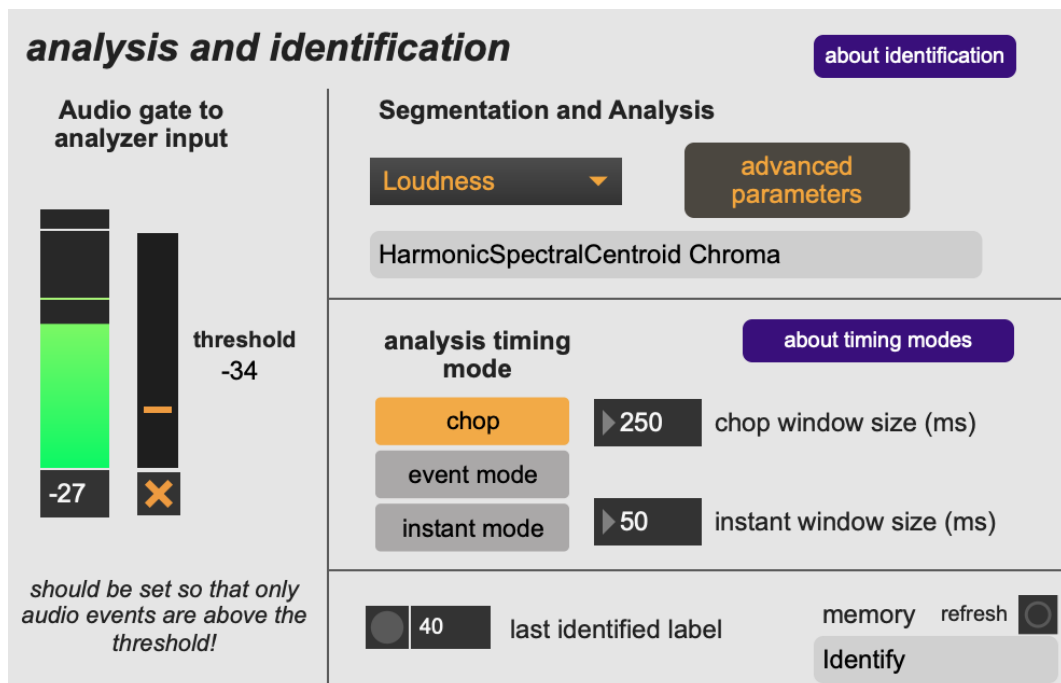 analysis and identification
about identification
Audio gate to
analyzer input
threshold
-34
-27
should be set so that only
audio events are above the
threshold!
Segmentation and Analysis
Loudness
advanced
parameters
HarmonicSpectralCentroid Chroma
analysis timing
mode
about timing modes
chop
250
chop window size (ms)
event mode
instant mode
50
instant window size (ms)
40
last identified label
memory
refresh
Identify